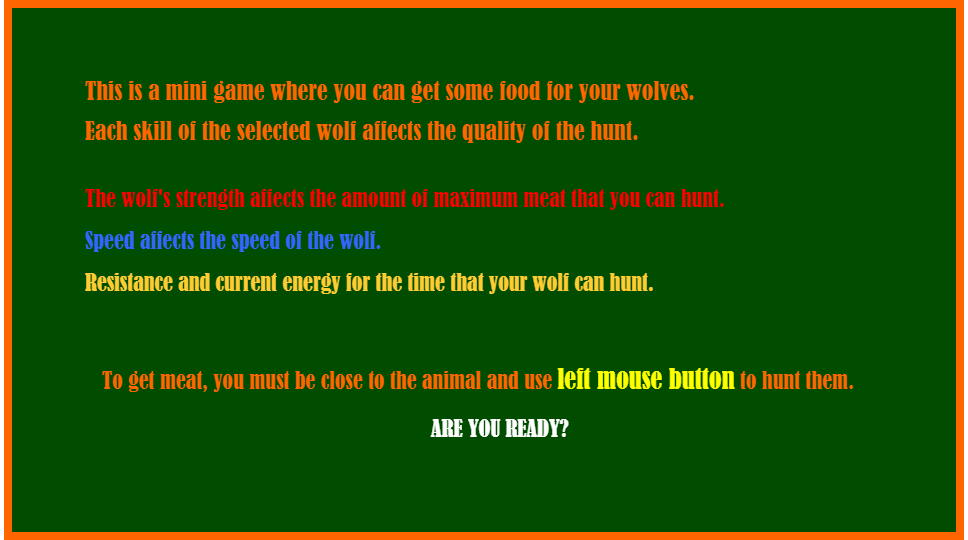 This is a mini game where you can get some food for your wolves.
Each skill of the selected wolf affects the quality of the hunt.
The wolf's strength affects the amount of maximum meat that you can hunt.
Speed affects the speed of the wolf.
Resistance and current energy for the time that your wolf can hunt.
To get meat, you must be close to the animal and use left mouse button to hunt them.
ARE YOU READY?